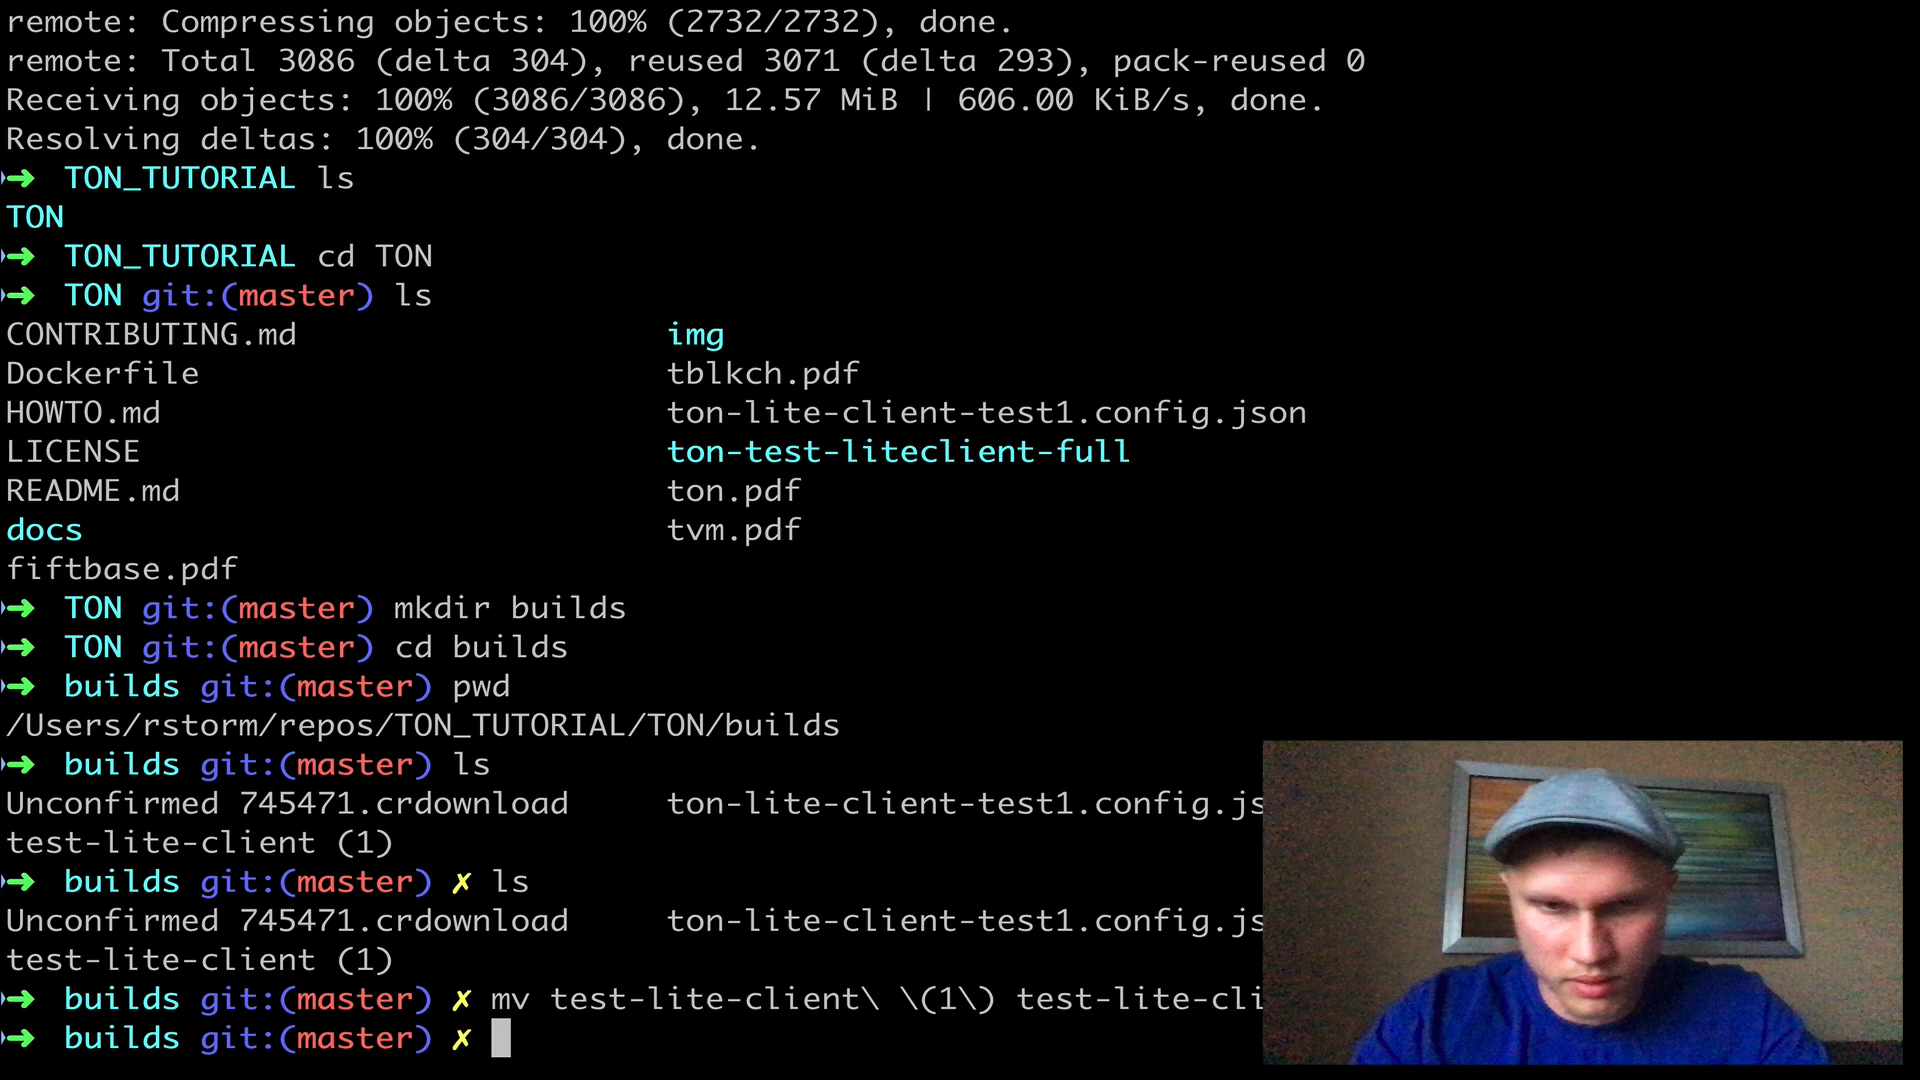 remote: Compressing objects: 100% (2732/2732), done.
remote: Total 3086 (delta 304), reused 3071 (delta 293), pack-reused 0
Receiving objects: 100% (3086/3086), 12.57 MiB | 606.00 KiB/s, done.
Resolving deltas: 100% (304/304), done.
➜ TON_TUTORIAL ls
TON
➜ TON_TUTORIAL cd TON
➜ TON git:(master) ls
CONTRIBUTING.md img
Dockerfile tblkch.pdf
HOWTO.md ton-lite-client-test1.config.json
LICENSE ton-test-liteclient-full
README.md ton.pdf
docs tvm.pdf
fiftbase.pdf
➜ TON git:(master) mkdir builds
➜ TON git:(master) cd builds
➜ builds git:(master) pwd
/Users/rstorm/repos/TON_TUTORIAL/TON/builds
➜ builds git:(master) ls
Unconfirmed 745471.crdownload ton-lite-client-test1.config.js
test-lite-client (1)
➜ builds git:(master) ✗ ls
Unconfirmed 745471.crdownload ton-lite-client-test1.config.js
test-lite-client (1)
➜ builds git:(master) ✗ mv test-lite-client\ \(1\) test-lite-cli
➜ builds git:(master) ✗